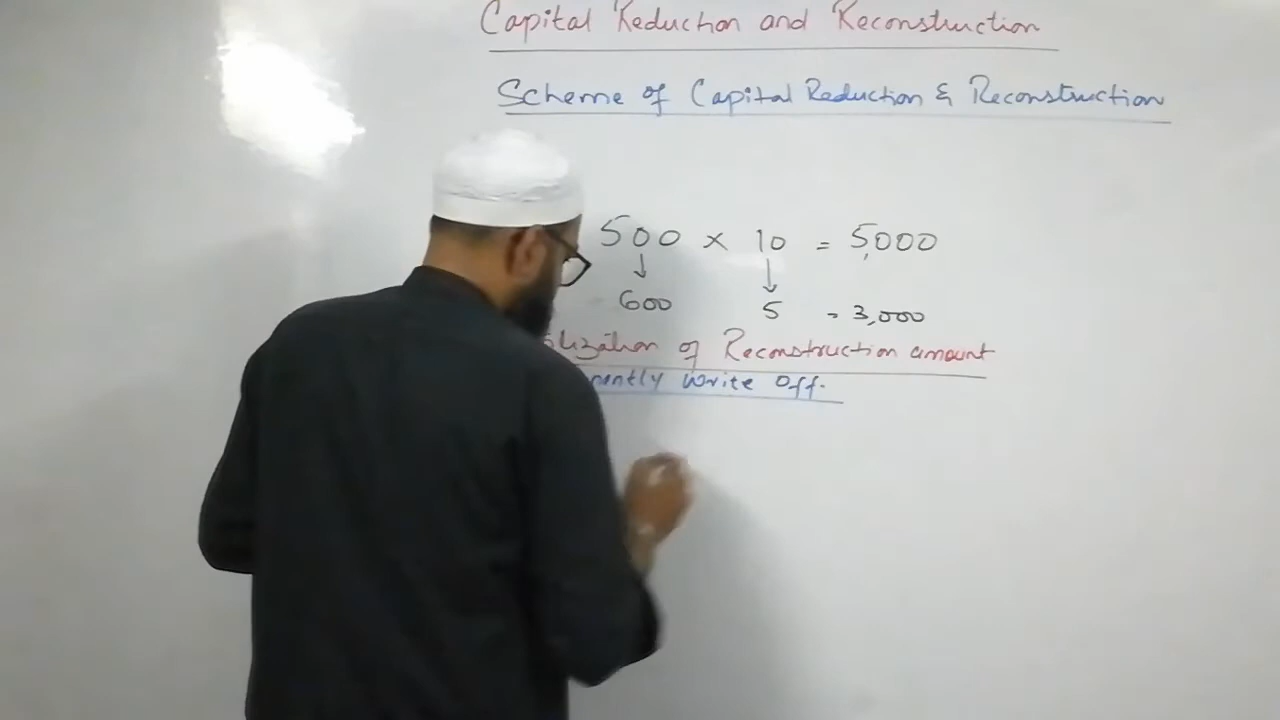 Capital Reduction and Reconstruction
Scheme of Capital Reduction & Reconstruction
500 × 10 = 5,000
↓ ↓
600 5 = 3,000
lization of Reconstruction amount
nently write off.